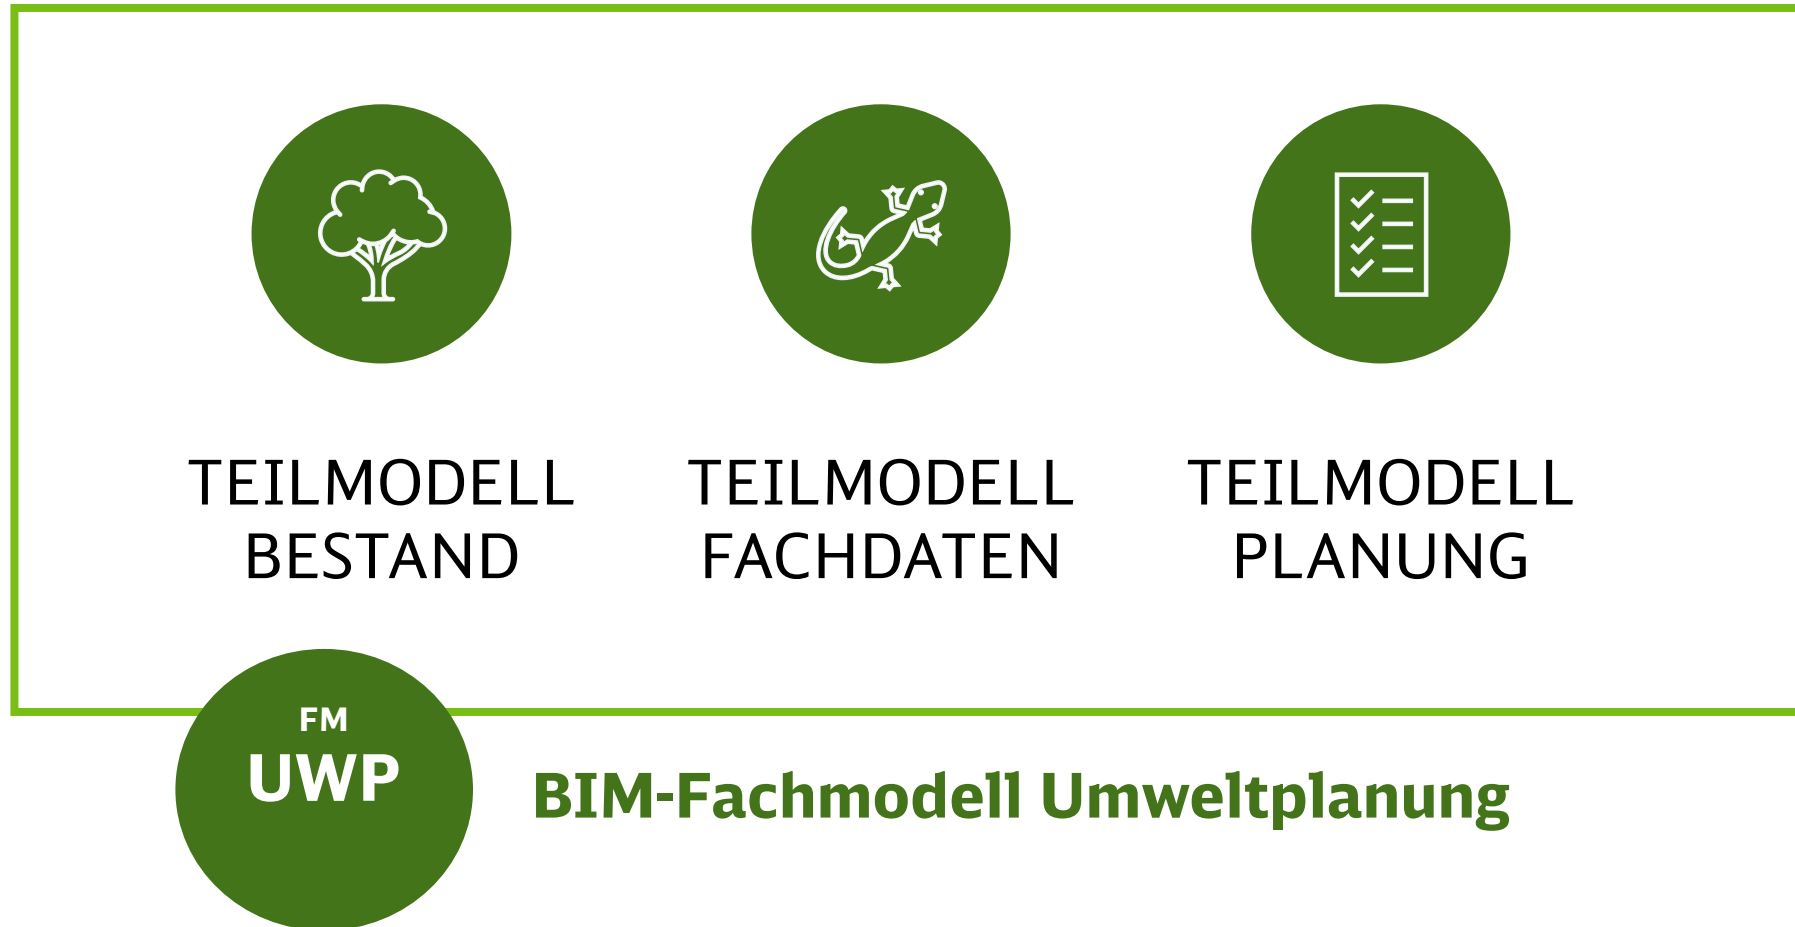 TEILMODELL
BESTAND
TEILMODELL
FACHDATEN
TEILMODELL
PLANUNG
FM
UWP
BIM-Fachmodell Umweltplanung